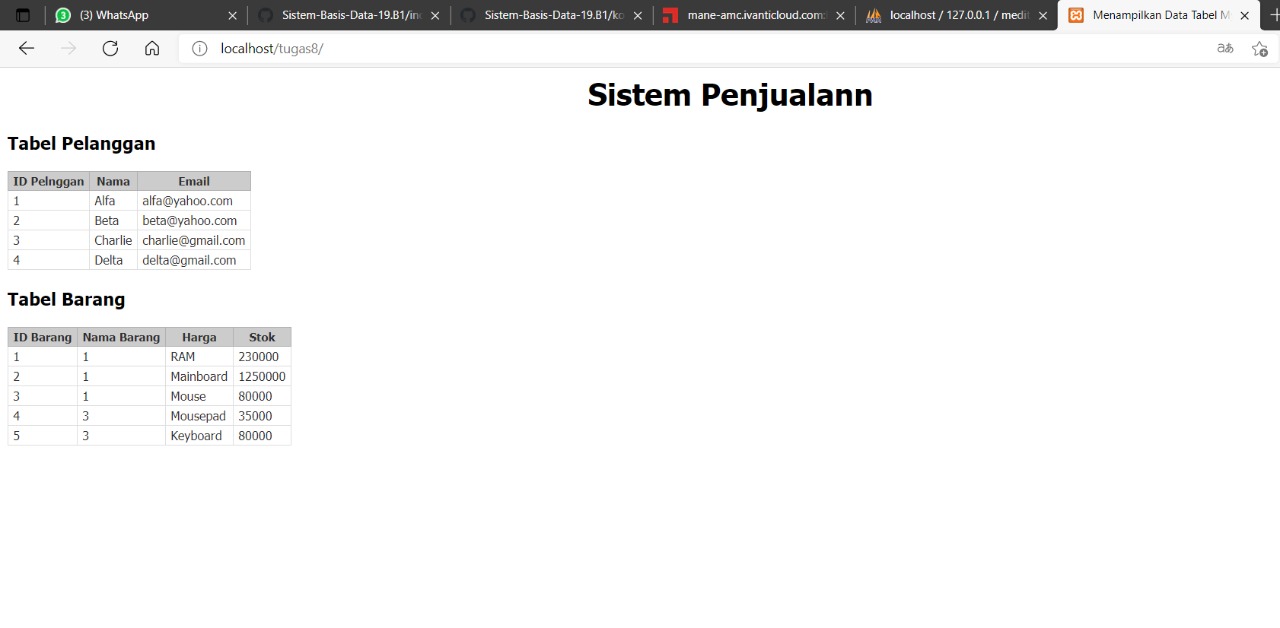 (3) WhatsApp
Sistem-Basis-Data-19.B1/in
Sistem-Basis-Data-19.B1/ko
mane-amc.ivanticloud.com:
localhost / 127.0.0.1 / medi
Menampilkan Data Tabel M
localhost/tugas8/
Sistem Penjualann
Tabel Pelanggan
ID Pelnggan Nama Email
1 Alfa alfa@yahoo.com
2 Beta beta@yahoo.com
3 Charlie charlie@gmail.com
4 Delta delta@gmail.com
Tabel Barang
ID Barang Nama Barang Harga Stok
1 1 RAM 230000
2 1 Mainboard 1250000
3 1 Mouse 80000
4 3 Mousepad 35000
5 3 Keyboard 80000